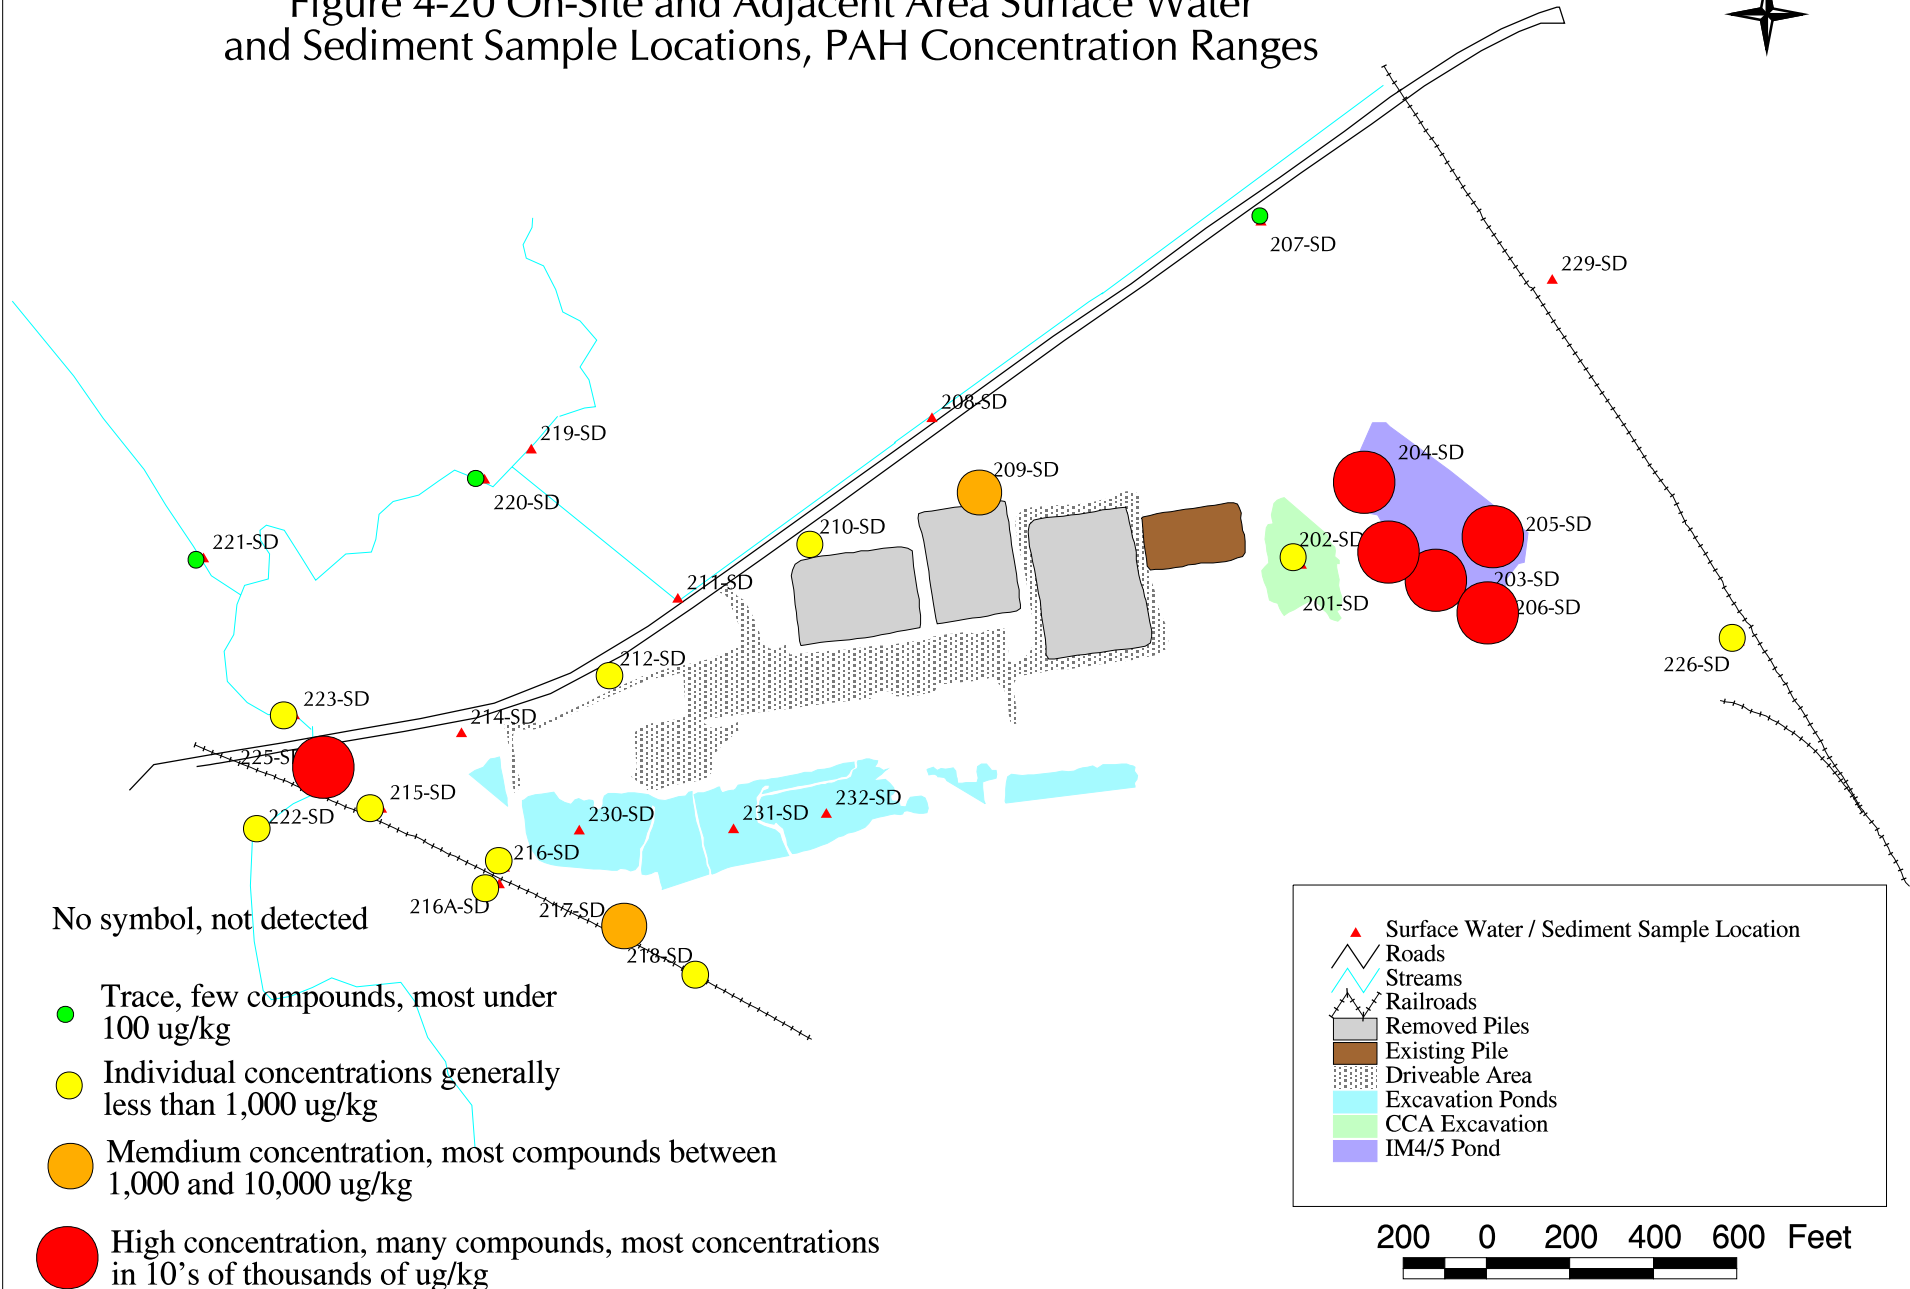 Figure 4-20 On-Site and Adjacent Area Surface Water
and Sediment Sample Locations, PAH Concentration Ranges
207-SD
229-SD
208-SD
219-SD
220-SD
221-SD
209-SD
204-SD
210-SD
205-SD
202-SD
211-SD
203-SD
201-SD
206-SD
212-SD
226-SD
223-SD
214-SD
225-SD
215-SD
232-SD
222-SD
230-SD
231-SD
216-SD
216A-SD
217-SD
218-SD
No symbol, not detected
Trace, few compounds, most under
100 ug/kg
Individual concentrations generally
less than 1,000 ug/kg
Memdium concentration, most compounds between
1,000 and 10,000 ug/kg
High concentration, many compounds, most concentrations
in 10's of thousands of ug/kg
Surface Water / Sediment Sample Location
Roads
Streams
Railroads
Removed Piles
Existing Pile
Driveable Area
Excavation Ponds
CCA Excavation
IM4/5 Pond
200 0 200 400 600 Feet